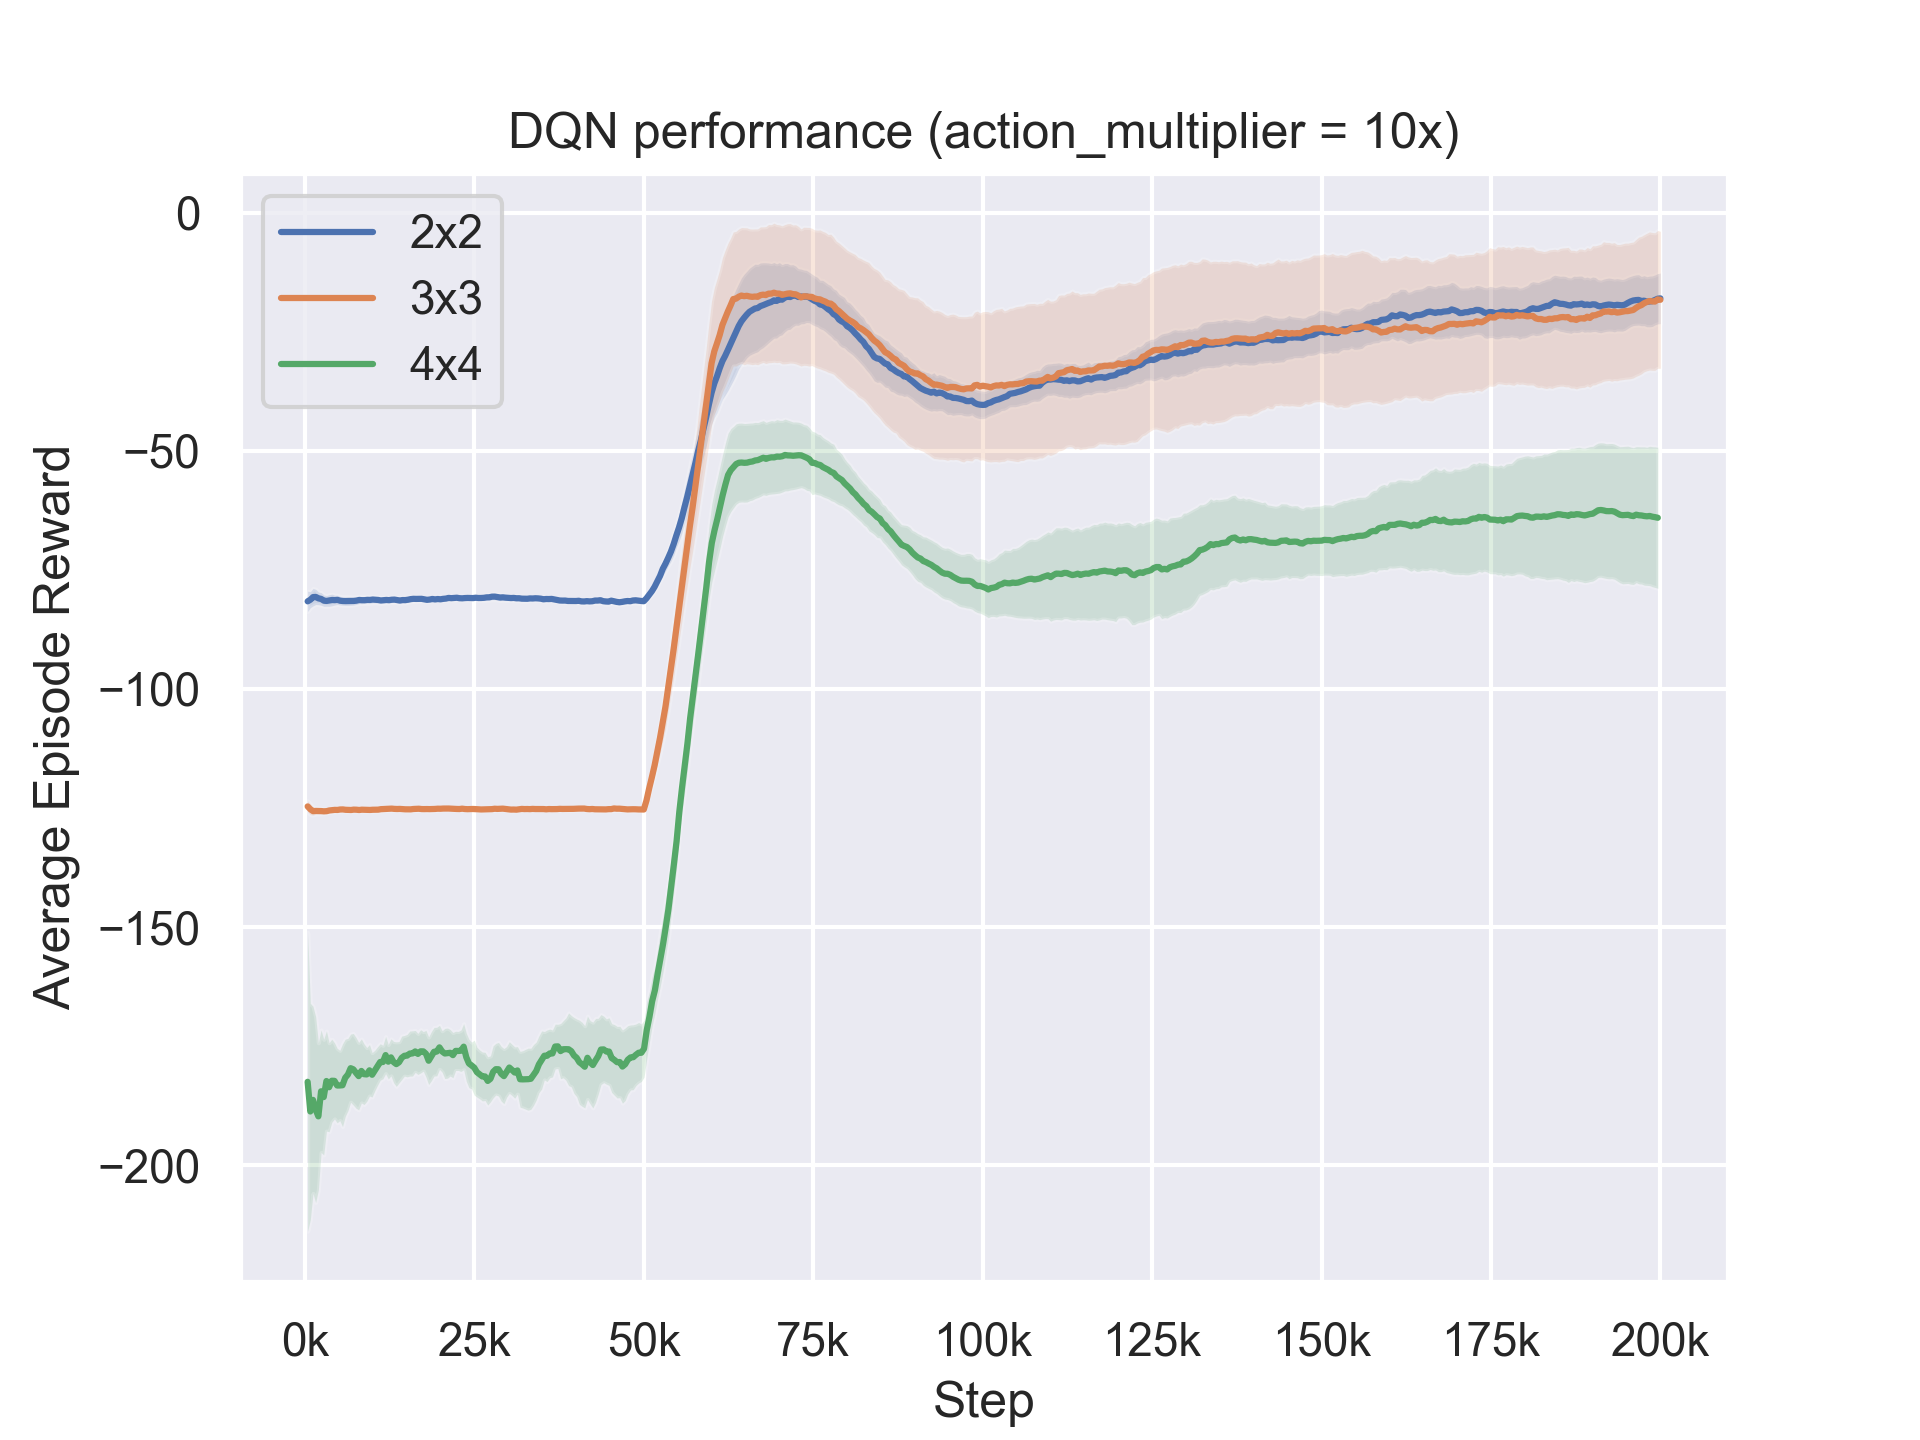 DQN performance (action_multiplier = 10x)
2x2
3x3
4x4
Average Episode Reward
0
−50
−100
−150
−200
0k 25k 50k 75k 100k 125k 150k 175k 200k
Step